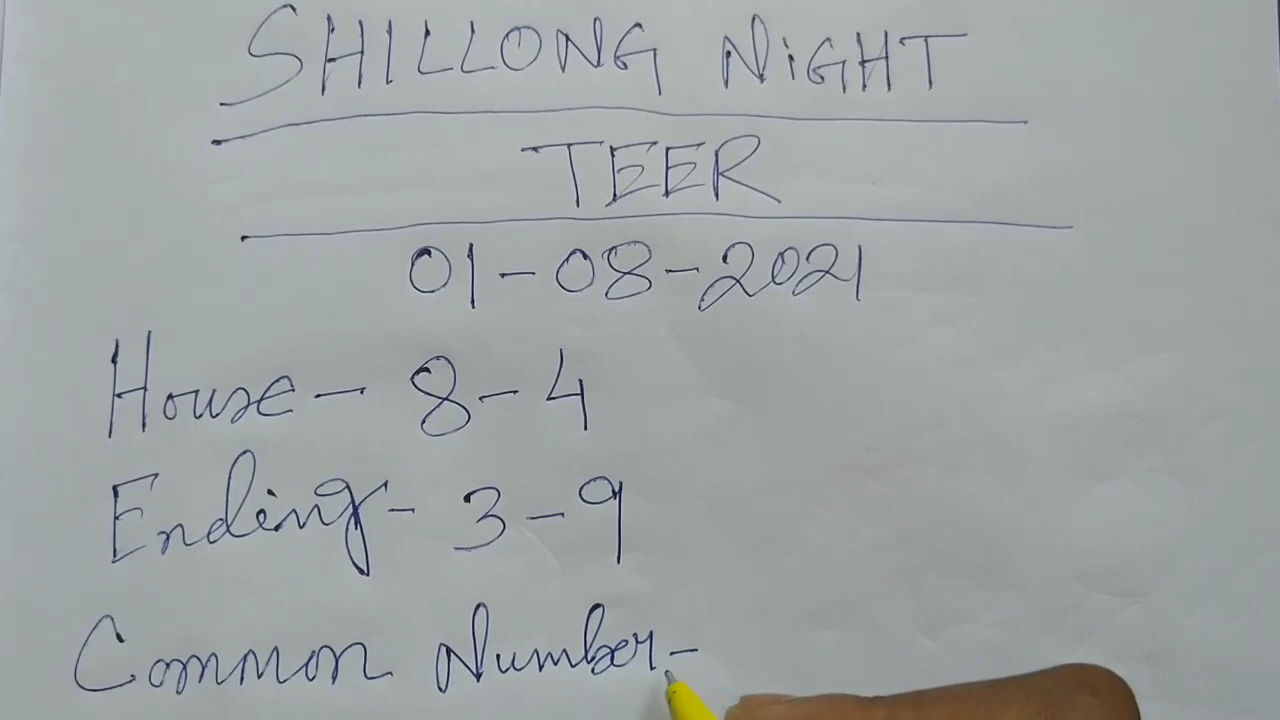 SHILLONG NiGHT
TEER
01-08-2021
House- 8-4
Ending- 3-9
Common Number-